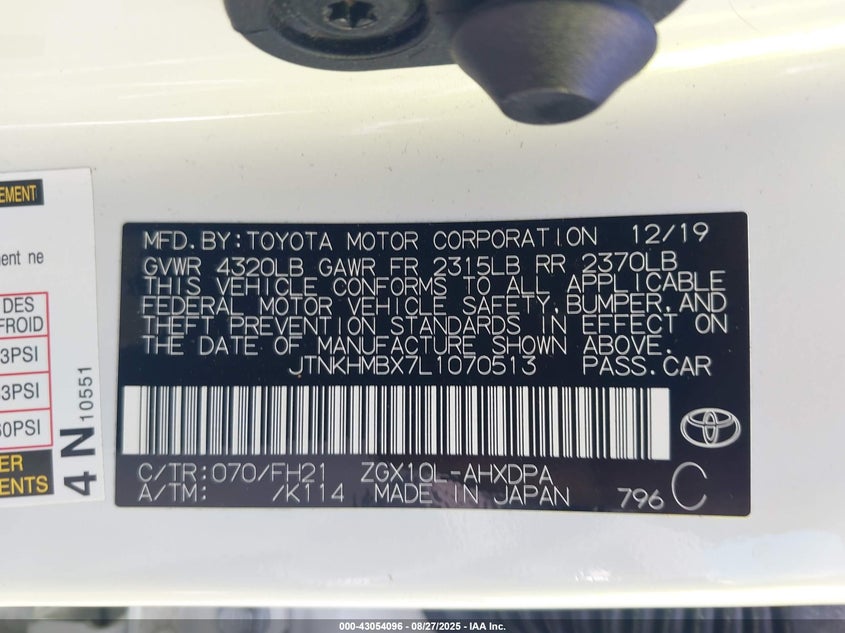 EMENT
ment ne
DES
FROID
3PSI
3PSI
60PSI
ER
ENTS
4N 10551
MFD.BY:TOYOTA MOTOR CORPORATION 12/19
GVWR 4320LB GAWR FR 2315LB RR 2370LB
THIS VEHICLE CONFORMS TO ALL APPLICABLE
FEDERAL MOTOR VEHICLE SAFETY,BUMPER,AND
THEFT PREVENTION STANDARDS IN EFFECT ON
THE DATE OF MANUFACTURE SHOWN ABOVE.
JTNKHMBX7L1070513 PASS.CAR
C/TR:070/FH21 ZGX10L-AHXDPA
A/TM: /K114 MADE IN JAPAN 796 C
000-43054096 - 08/27/2025 - IAA Inc.